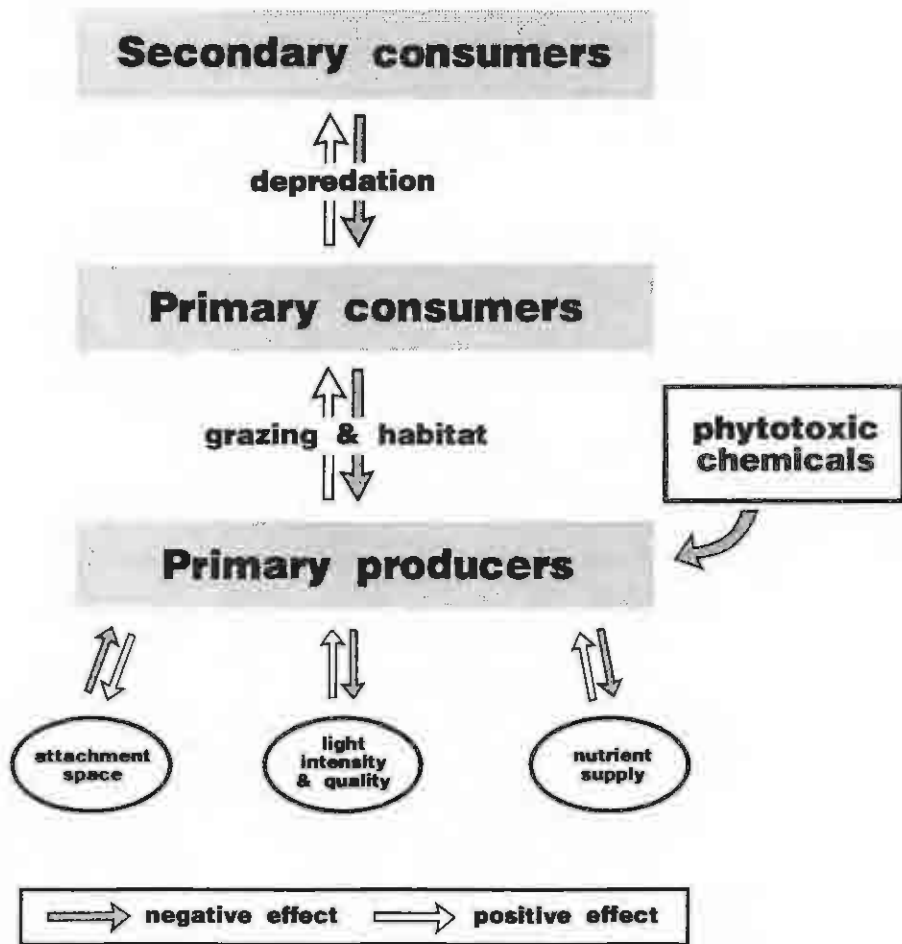 Secondary consumers
depredation
Primary consumers
grazing & habitat
phytotoxic
chemicals
Primary producers
attachment
space
light
intensity
& quality
nutrient
supply
negative effect
positive effect